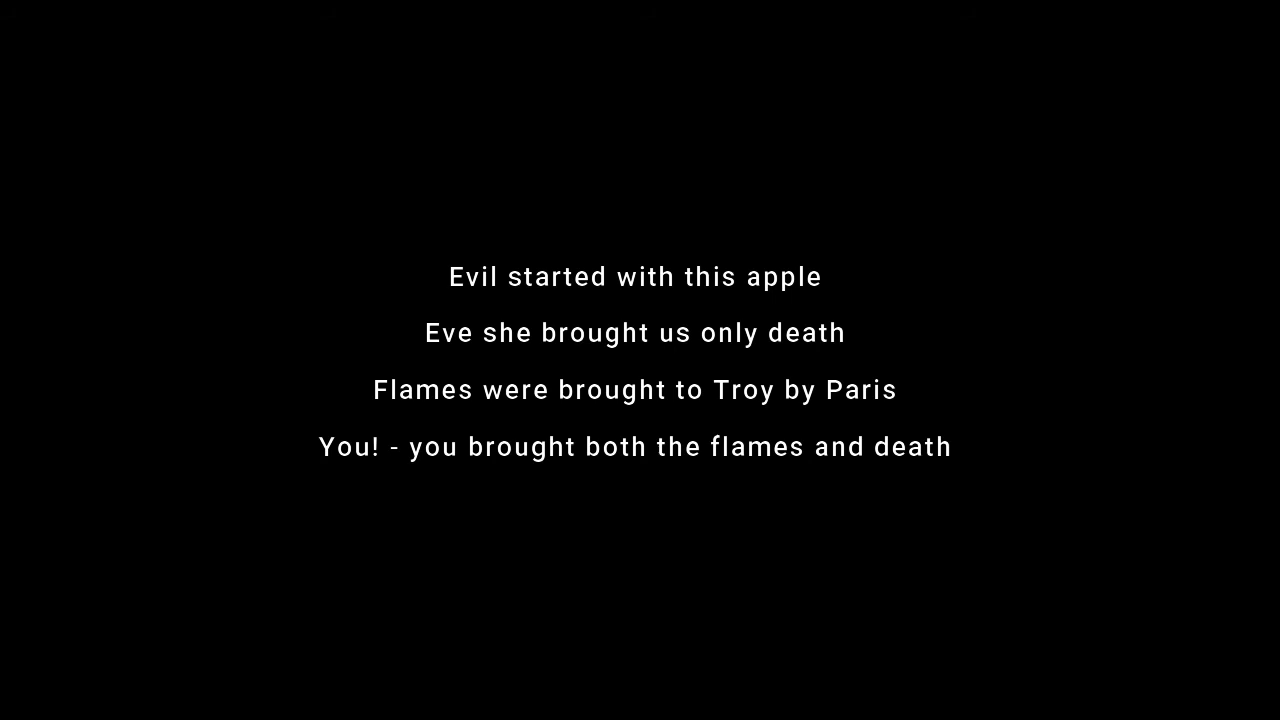 Evil started with this apple
Eve she brought us only death
Flames were brought to Troy by Paris
You! - you brought both the flames and death